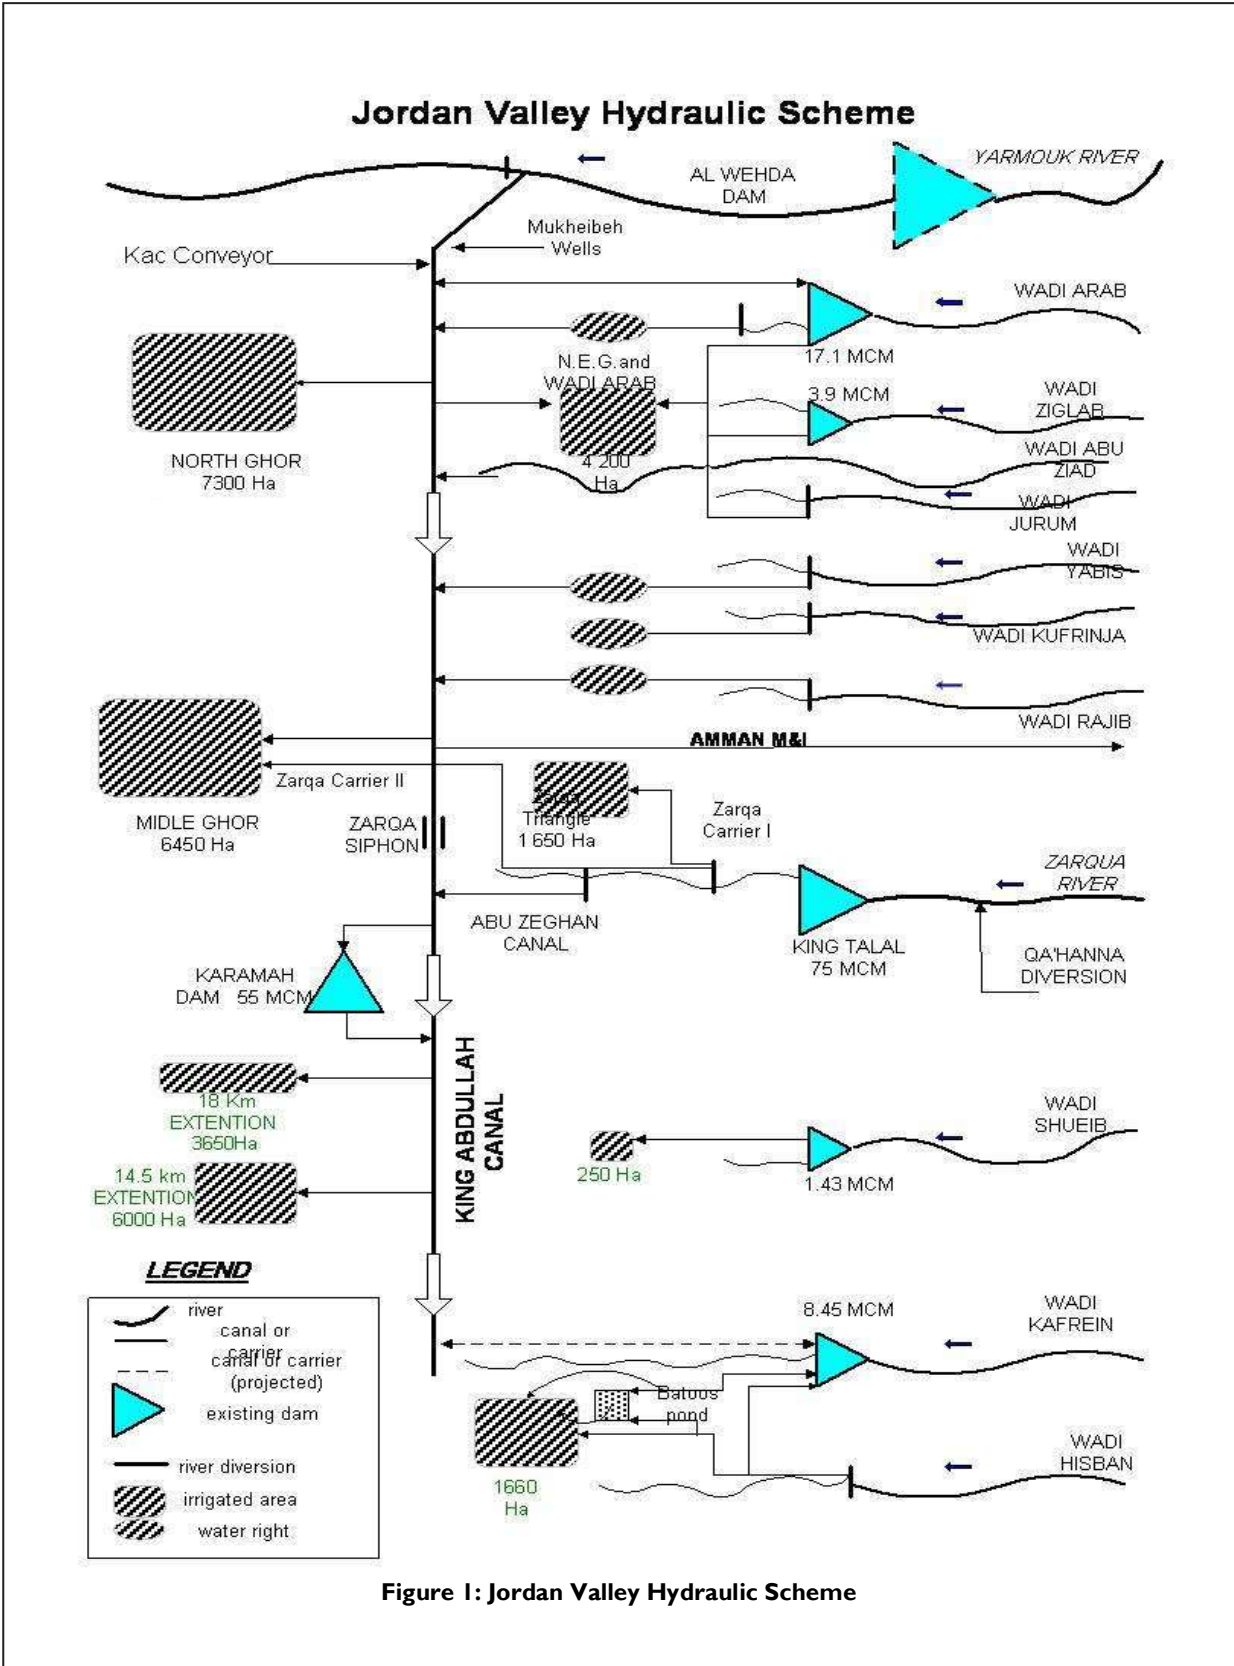 Jordan Valley Hydraulic Scheme
YARMOUK RIVER
AL WEHDA
DAM
Mukheibeh
Wells
Kac Conveyor
WADI ARAB
17.1 MCM
N.E.G. and
WADI ARAB
4 200
Ha
3.9 MCM
WADI
ZIGLAB
NORTH GHOR
7300 Ha
WADI ABU
ZIAD
WADI
JURUM
WADI
YABIS
WADI KUFRINJA
WADI RAJIB
AMMAN M&I
Zarqa Carrier II
MIDLE GHOR
6450 Ha
ZARQA
SIPHON
Zarqa
Triangle
1 650 Ha
Zarqa
Carrier I
ZARQUA
RIVER
ABU ZEGHAN
CANAL
KING TALAL
75 MCM
QA'HANNA
DIVERSION
KARAMAH
DAM 55 MCM
KING ABDULLAH
CANAL
18 Km
EXTENTION
3650Ha
14.5 km
EXTENTION
6000 Ha
250 Ha
WADI
SHUEIB
1.43 MCM
8.45 MCM
WADI
KAFREIN
Batoos
pond
1660
Ha
WADI
HISBAN
LEGEND
river
canal or
carrier
canal or carrier
(projected)
existing dam
river diversion
irrigated area
water right
Figure 1: Jordan Valley Hydraulic Scheme